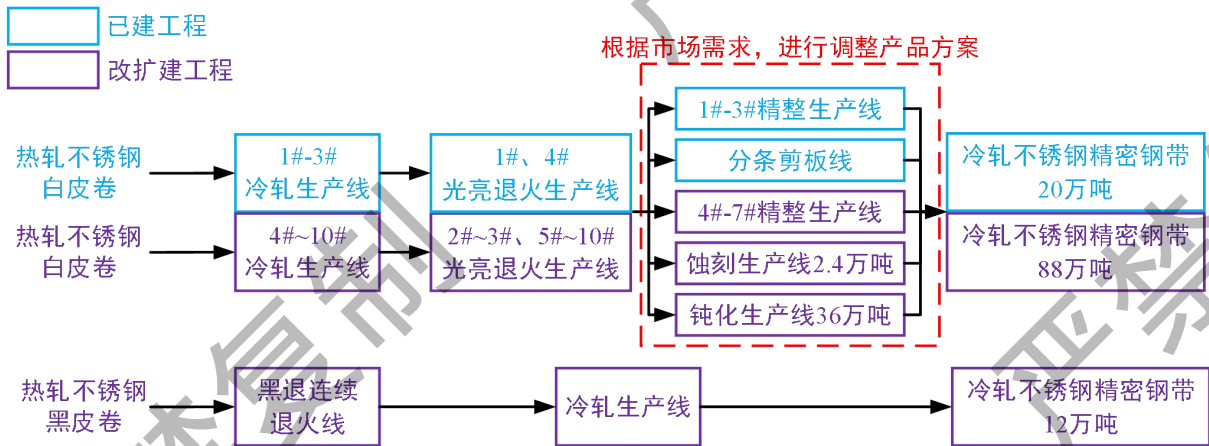 已建工程
改扩建工程
根据市场需求，进行调整产品方案
热轧不锈钢
白皮卷
1#-3#
冷轧生产线
1#、4#
光亮退火生产线
1#-3#精整生产线
分条剪板线
冷轧不锈钢精密钢带
20万吨
热轧不锈钢
白皮卷
4#~10#
冷轧生产线
2#~3#、5#~10#
光亮退火生产线
4#-7#精整生产线
蚀刻生产线2.4万吨
钝化生产线36万吨
冷轧不锈钢精密钢带
88万吨
热轧不锈钢
黑皮卷
黑退连续
退火线
冷轧生产线
冷轧不锈钢精密钢带
12万吨
复制
严禁